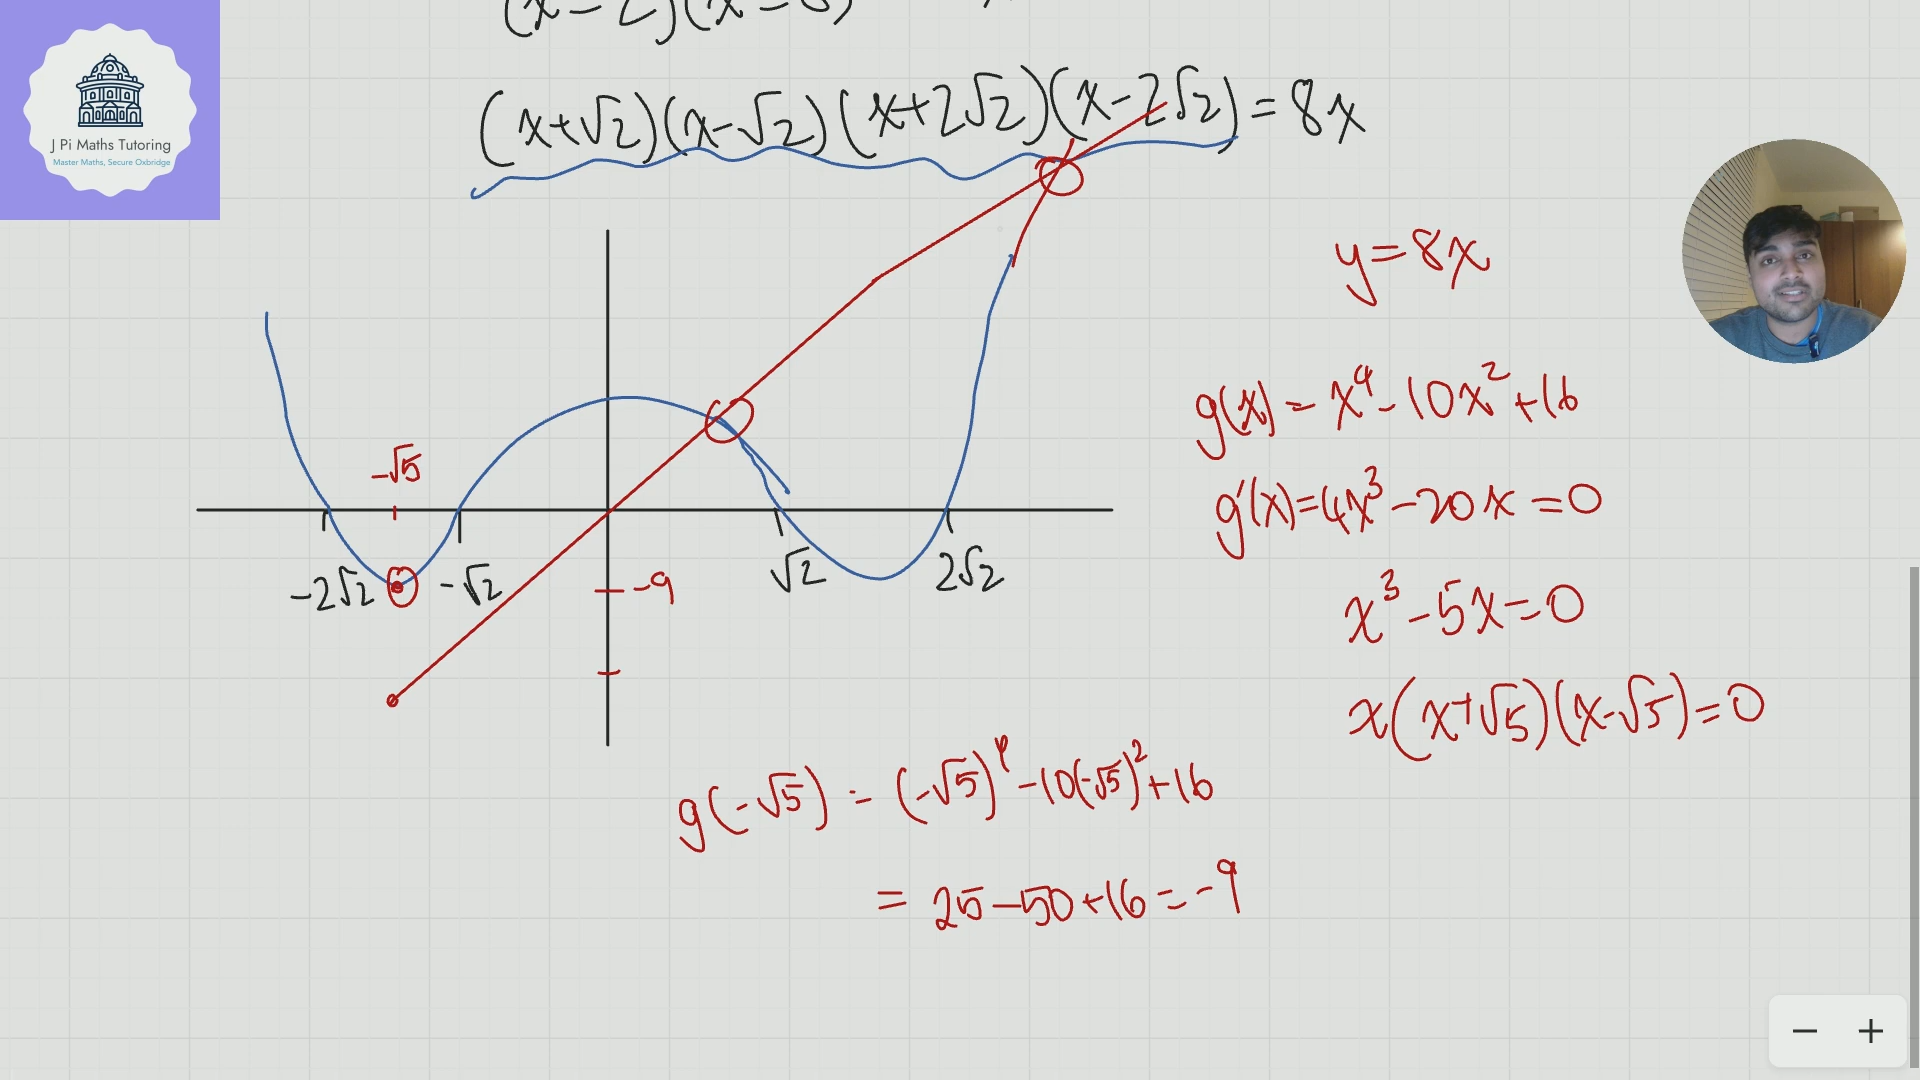 (x+√2)(x-√2)(x+2√2)(x-2√2) = 8x
J Pi Maths Tutoring
Master Maths, Secure Oxbridge
y=8x
g(x) = x⁴-10x²+16
-√5
g'(x)=4x³-20x=0
-2√2
-√2
-9
√2
2√2
x³-5x=0
x(x+√5)(x-√5)=0
g(-√5) = (-√5)⁴-10(-√5)²+16
= 25-50+16=-9